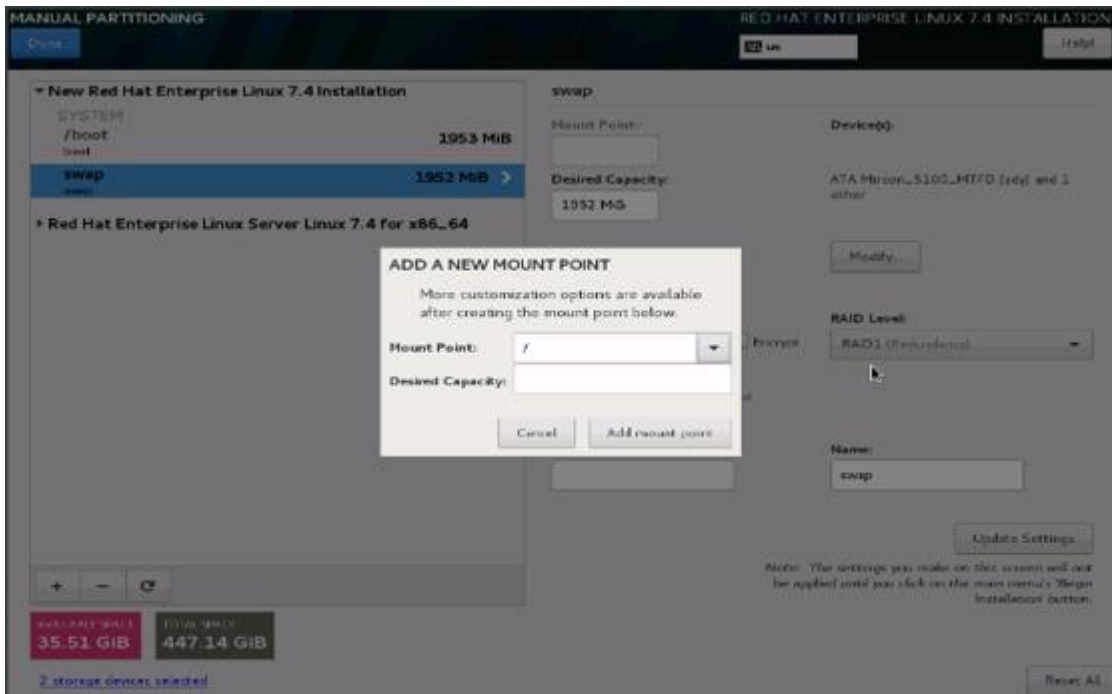 MANUAL PARTITIONING
RED HAT ENTERPRISE LINUX 7.4 INSTALLATION
Done
us
Help!
New Red Hat Enterprise Linux 7.4 Installation
SYSTEM
/boot
boot
1953 MiB
swap
1952 MiB
Red Hat Enterprise Linux Server Linux 7.4 for x86_64
swap
Mount Point:
Device(s):
Desired Capacity:
1952 MiB
ATA Micron_5100_MTFD (sdy) and 1
other
Modify...
RAID Level:
Encrypt
RAID1 (Redundancy)
Name:
swap
Update Settings
Note: The settings you make on this screen will not
be applied until you click on the main menu's 'Begin
Installation' button.
ADD A NEW MOUNT POINT
More customization options are available
after creating the mount point below.
Mount Point:
/
Desired Capacity:
Cancel
Add mount point
+ −
AVAILABLE SPACE
35.51 GiB
TOTAL SPACE
447.14 GiB
2 storage devices selected
Reset All